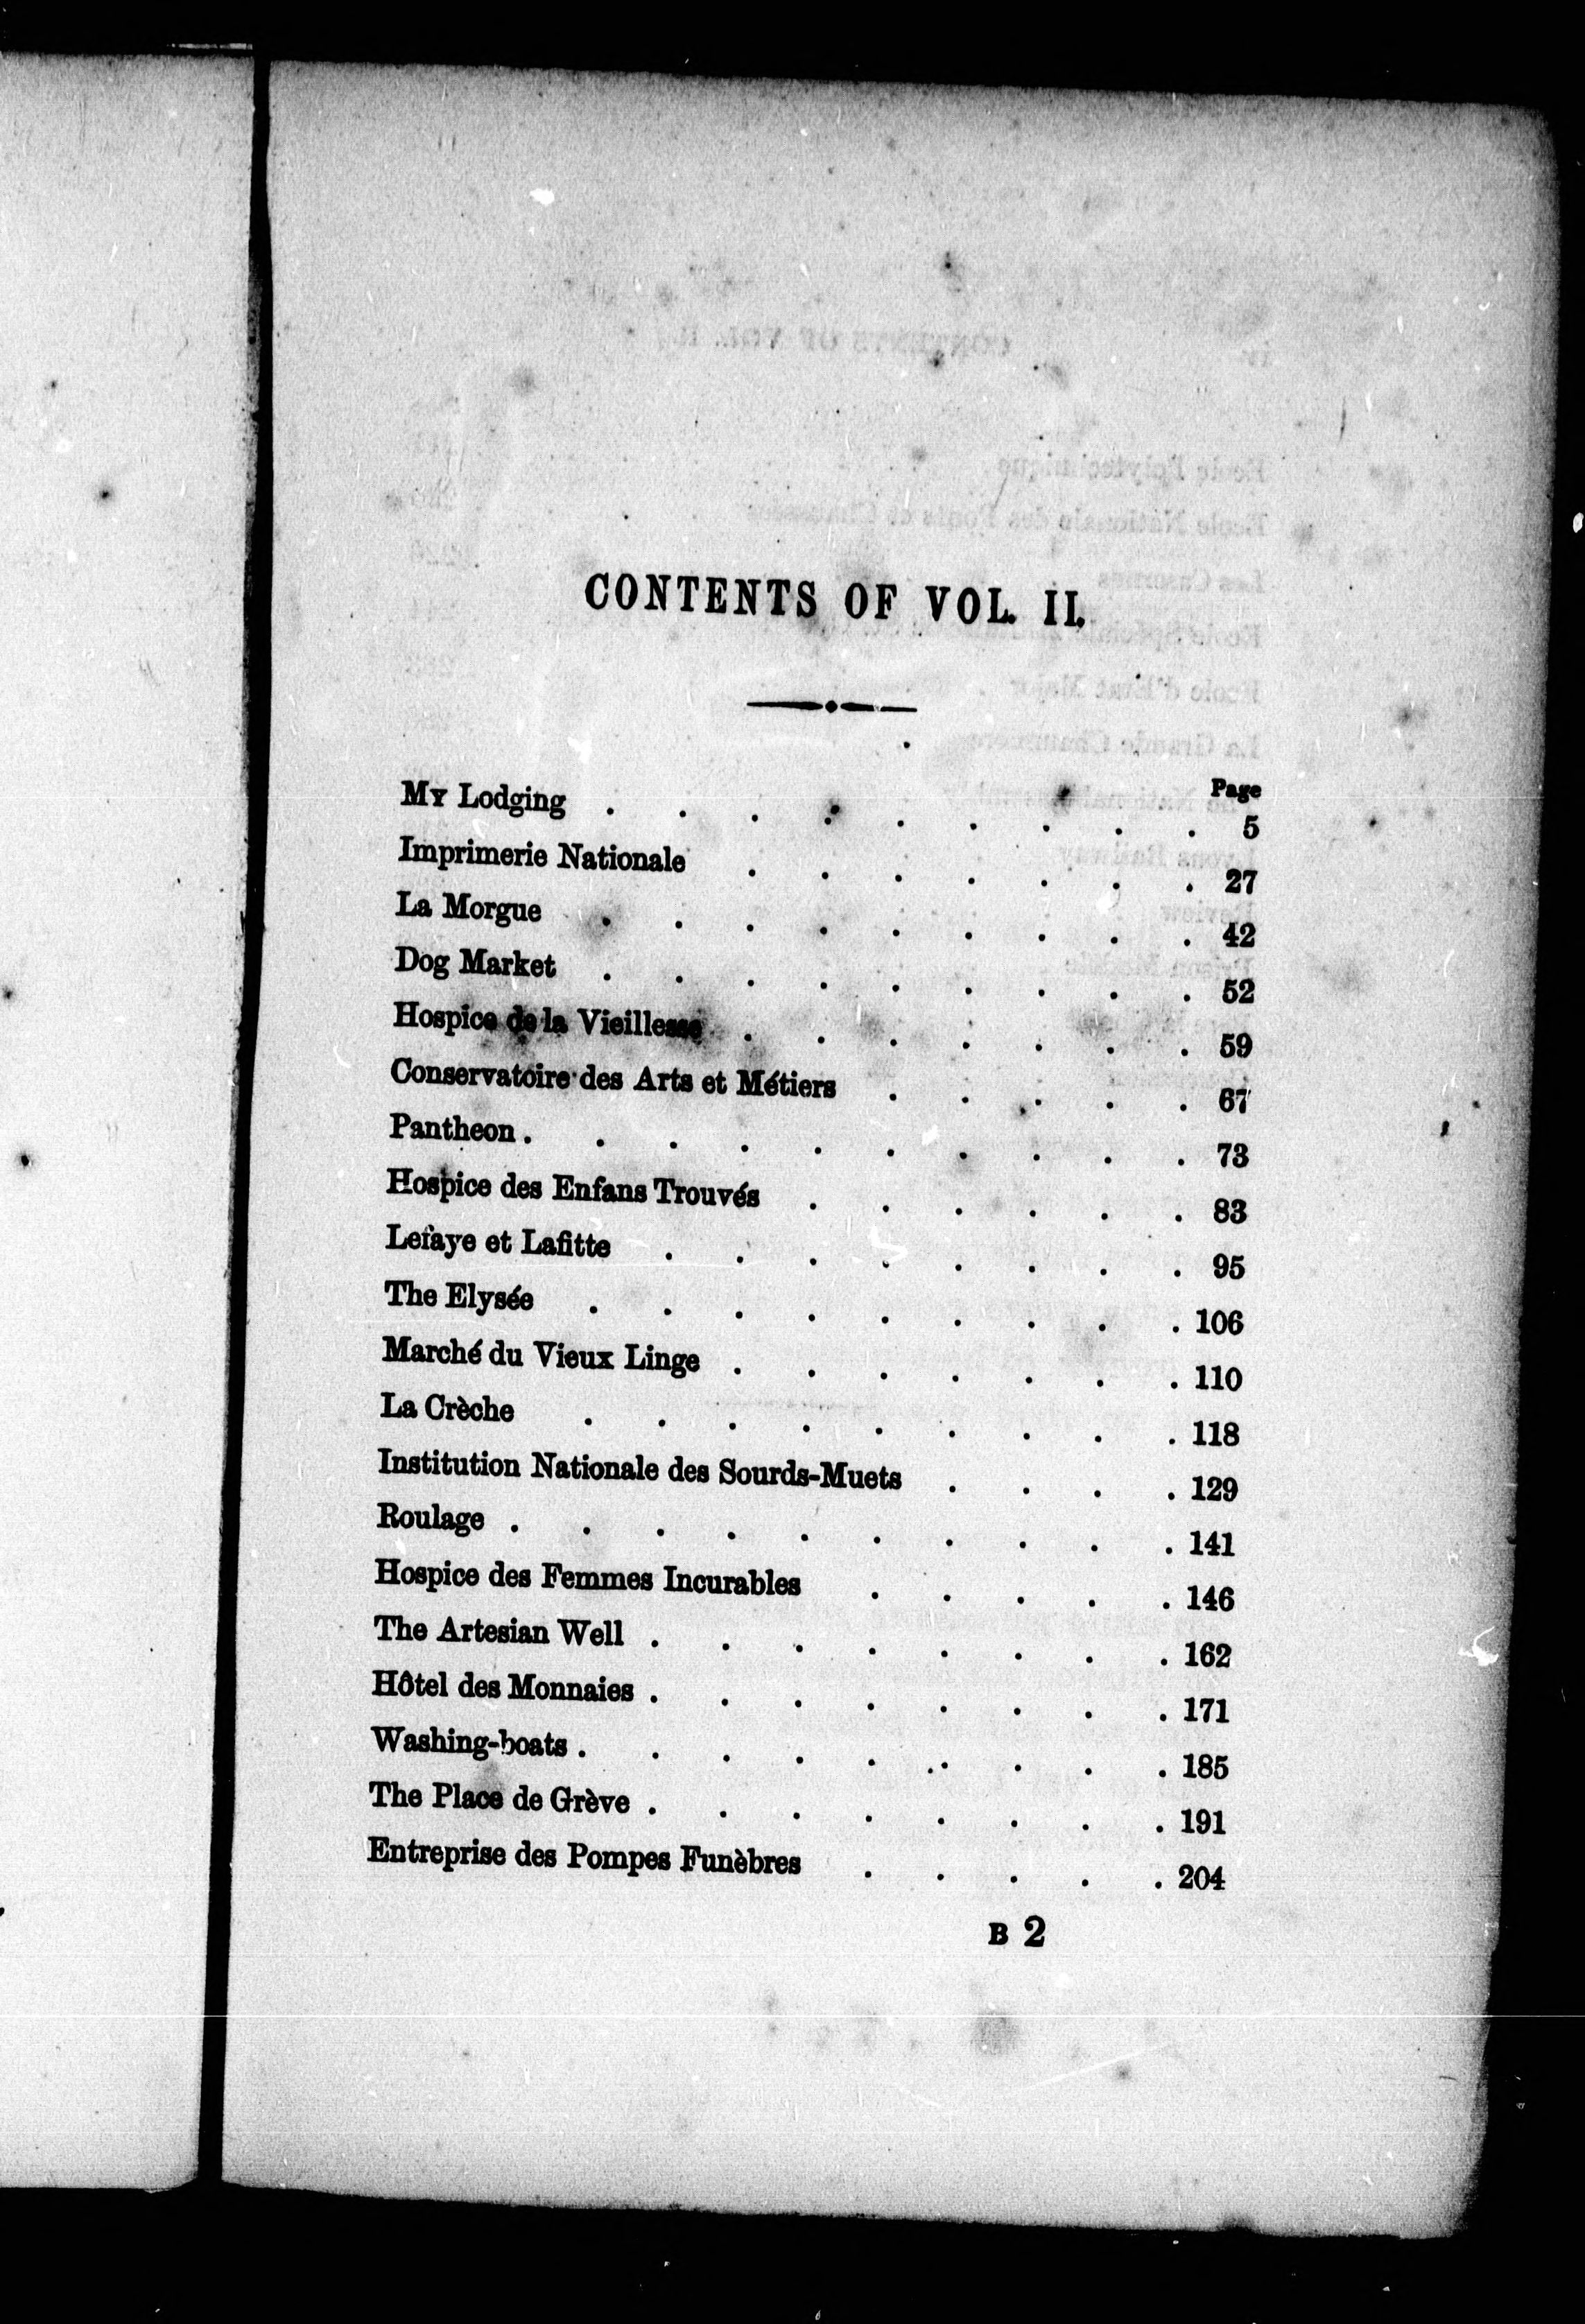 CONTENTS OF VOL. II.
Page
My Lodging . . . . . . . . . 5
Imprimerie Nationale . . . . . . . 27
La Morgue . . . . . . . . . 42
Dog Market . . . . . . . . . 52
Hospice de la Vieillesse . . . . . . . 59
Conservatoire des Arts et Métiers . . . . . 67
Pantheon . . . . . . . . . . 73
Hospice des Enfans Trouvés . . . . . . 83
Lefaye et Lafitte . . . . . . . . 95
The Elysée . . . . . . . . . 106
Marché du Vieux Linge . . . . . . . 110
La Crèche . . . . . . . . . 118
Institution Nationale des Sourds-Muets . . . . 129
Roulage . . . . . . . . . . 141
Hospice des Femmes Incurables . . . . . 146
The Artesian Well . . . . . . . . 162
Hôtel des Monnaies . . . . . . . . 171
Washing-boats . . . . . . . . . 185
The Place de Grève . . . . . . . . 191
Entreprise des Pompes Funèbres . . . . . 204
B 2